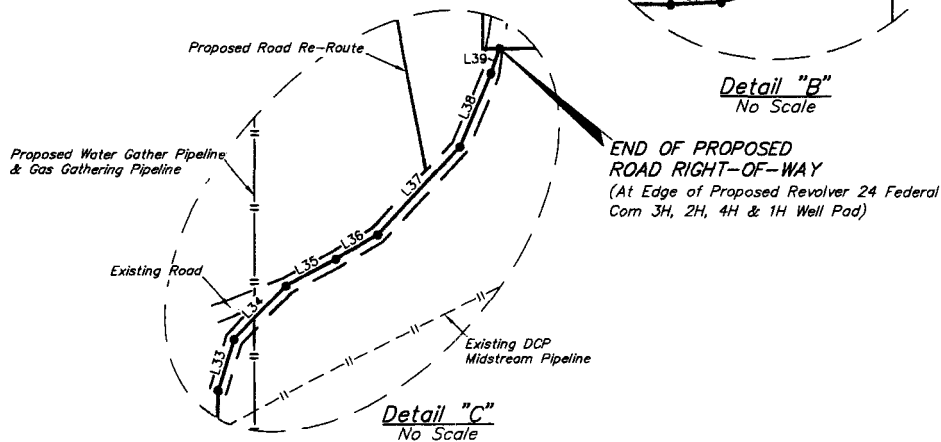 Proposed Road Re-Route
L39
L38
Detail "B"
No Scale
END OF PROPOSED
ROAD RIGHT-OF-WAY
(At Edge of Proposed Revolver 24 Federal
Com 3H, 2H, 4H & 1H Well Pad)
Proposed Water Gather Pipeline
& Gas Gathering Pipeline
L37
L36
L35
Existing Road
L34
L33
Existing DCP
Midstream Pipeline
Detail "C"
No Scale